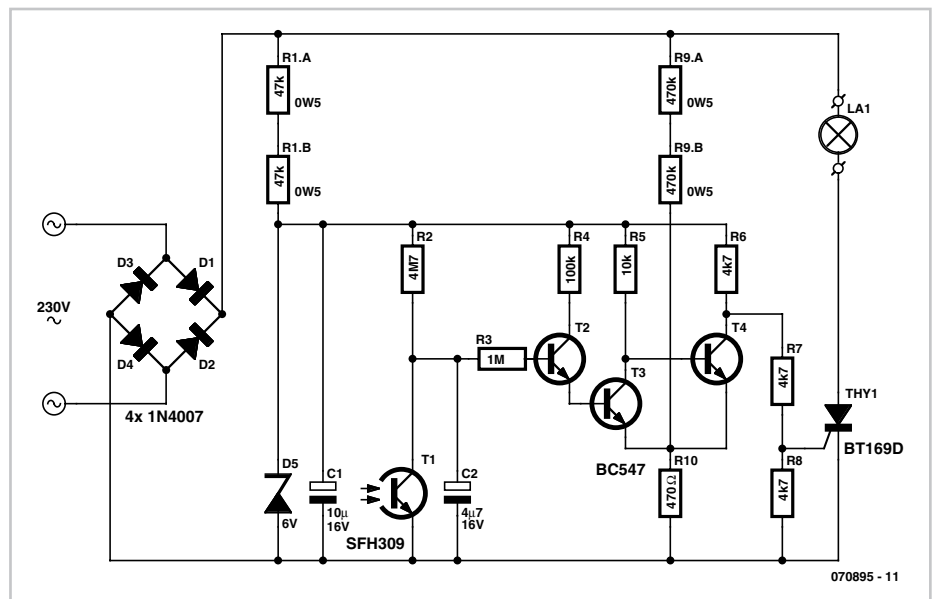 R1.A
47k
0W5
R1.B
47k
0W5
R9.A
470k
0W5
R9.B
470k
0W5
LA1
R2
4M7
R4
100k
R5
10k
R6
4k7
D3
D1
230V
~
D4
D2
4x 1N4007
R3
1M
T2
T3
T4
R7
4k7
THY1
BT169D
BC547
D5
6V
C1
10µ
16V
T1
SFH309
C2
4µ7
16V
R10
470Ω
R8
4k7
070895 - 11